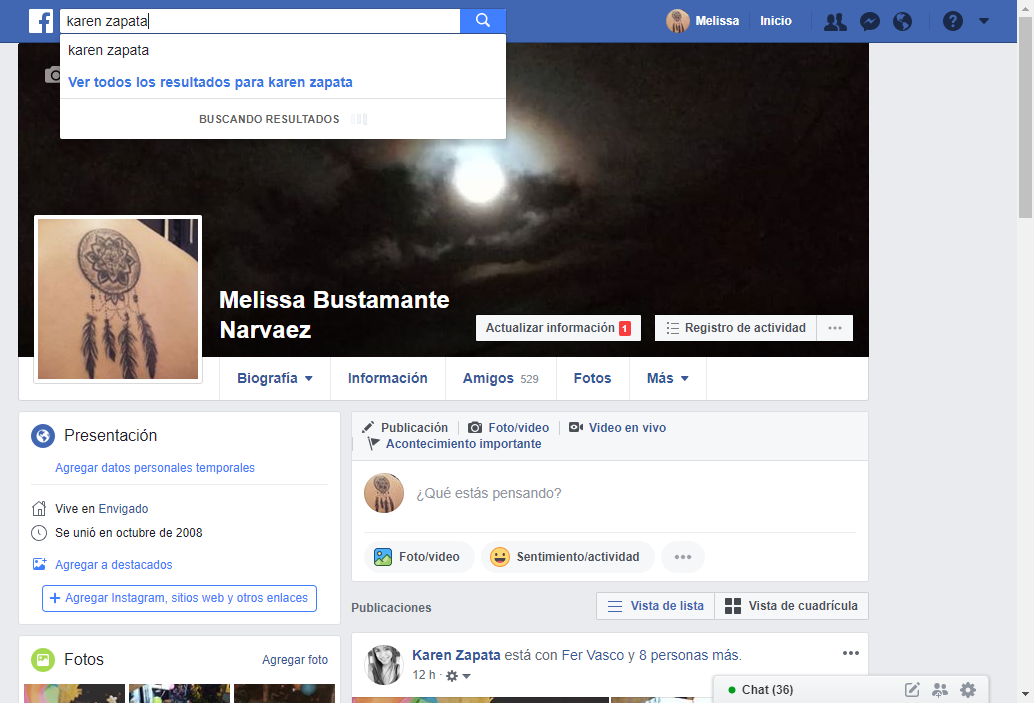 karen zapata
Melissa
Inicio
karen zapata
Ver todos los resultados para karen zapata
BUSCANDO RESULTADOS
Melissa Bustamante
Narvaez
Actualizar información 1
Registro de actividad
Biografía
Información
Amigos 529
Fotos
Más
Presentación
Agregar datos personales temporales
Vive en Envigado
Se unió en octubre de 2008
Agregar a destacados
+ Agregar Instagram, sitios web y otros enlaces
Fotos
Agregar foto
Publicación
Foto/video
Video en vivo
Acontecimiento importante
¿Qué estás pensando?
Foto/video
Sentimiento/actividad
Publicaciones
Vista de lista
Vista de cuadrícula
Karen Zapata está con Fer Vasco y 8 personas más.
12 h ·
Chat (36)